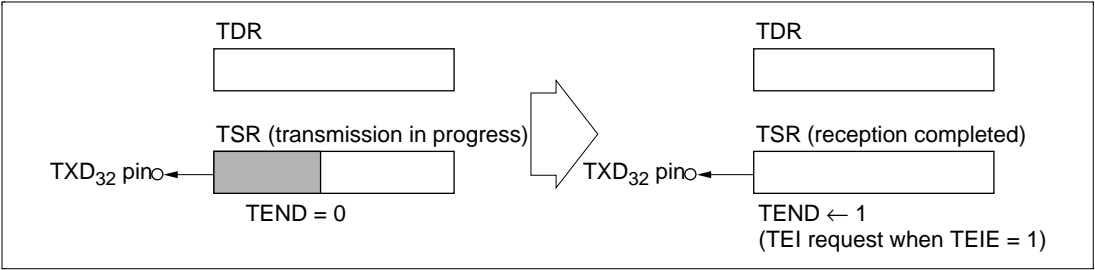 TDR
TSR (transmission in progress)
TXD32 pin
TEND = 0
TDR
TSR (reception completed)
TXD32 pin
TEND ← 1
(TEI request when TEIE = 1)